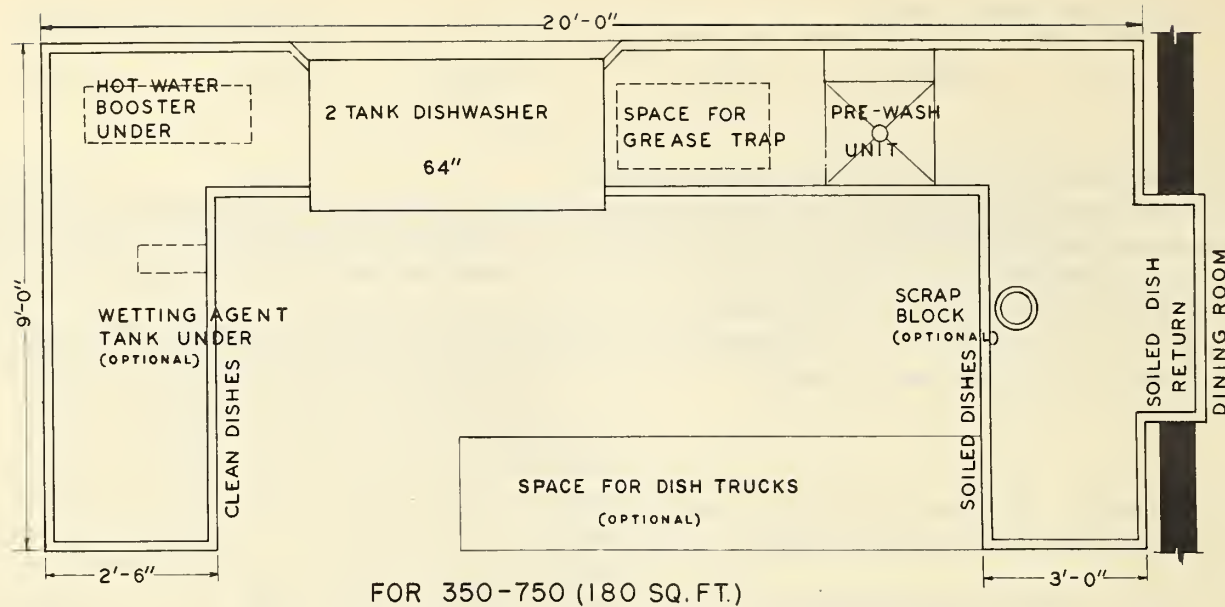 20'-0"
HOT WATER
BOOSTER
UNDER
2 TANK DISHWASHER
64"
SPACE FOR
GREASE TRAP
PRE-WASH
UNIT
9'-0"
WETTING AGENT
TANK UNDER
(OPTIONAL)
CLEAN DISHES
SCRAP
BLOCK
(OPTIONAL)
SOILED DISHES
SOILED DISH
RETURN
DINING ROOM
SPACE FOR DISH TRUCKS
(OPTIONAL)
2'-6"
3'-0"
FOR 350-750 (180 SQ. FT.)